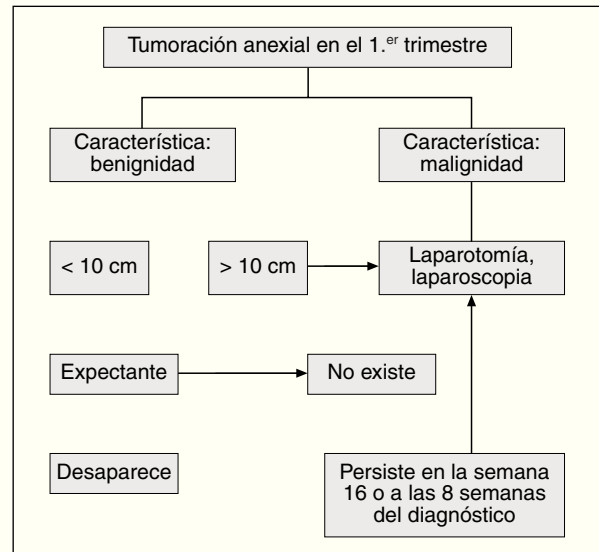 Tumoración anexial en el 1.er trimestre
Característica:
benignidad
Característica:
malignidad
< 10 cm
> 10 cm
Laparotomía,
laparoscopia
Expectante
No existe
Desaparece
Persiste en la semana
16 o a las 8 semanas
del diagnóstico